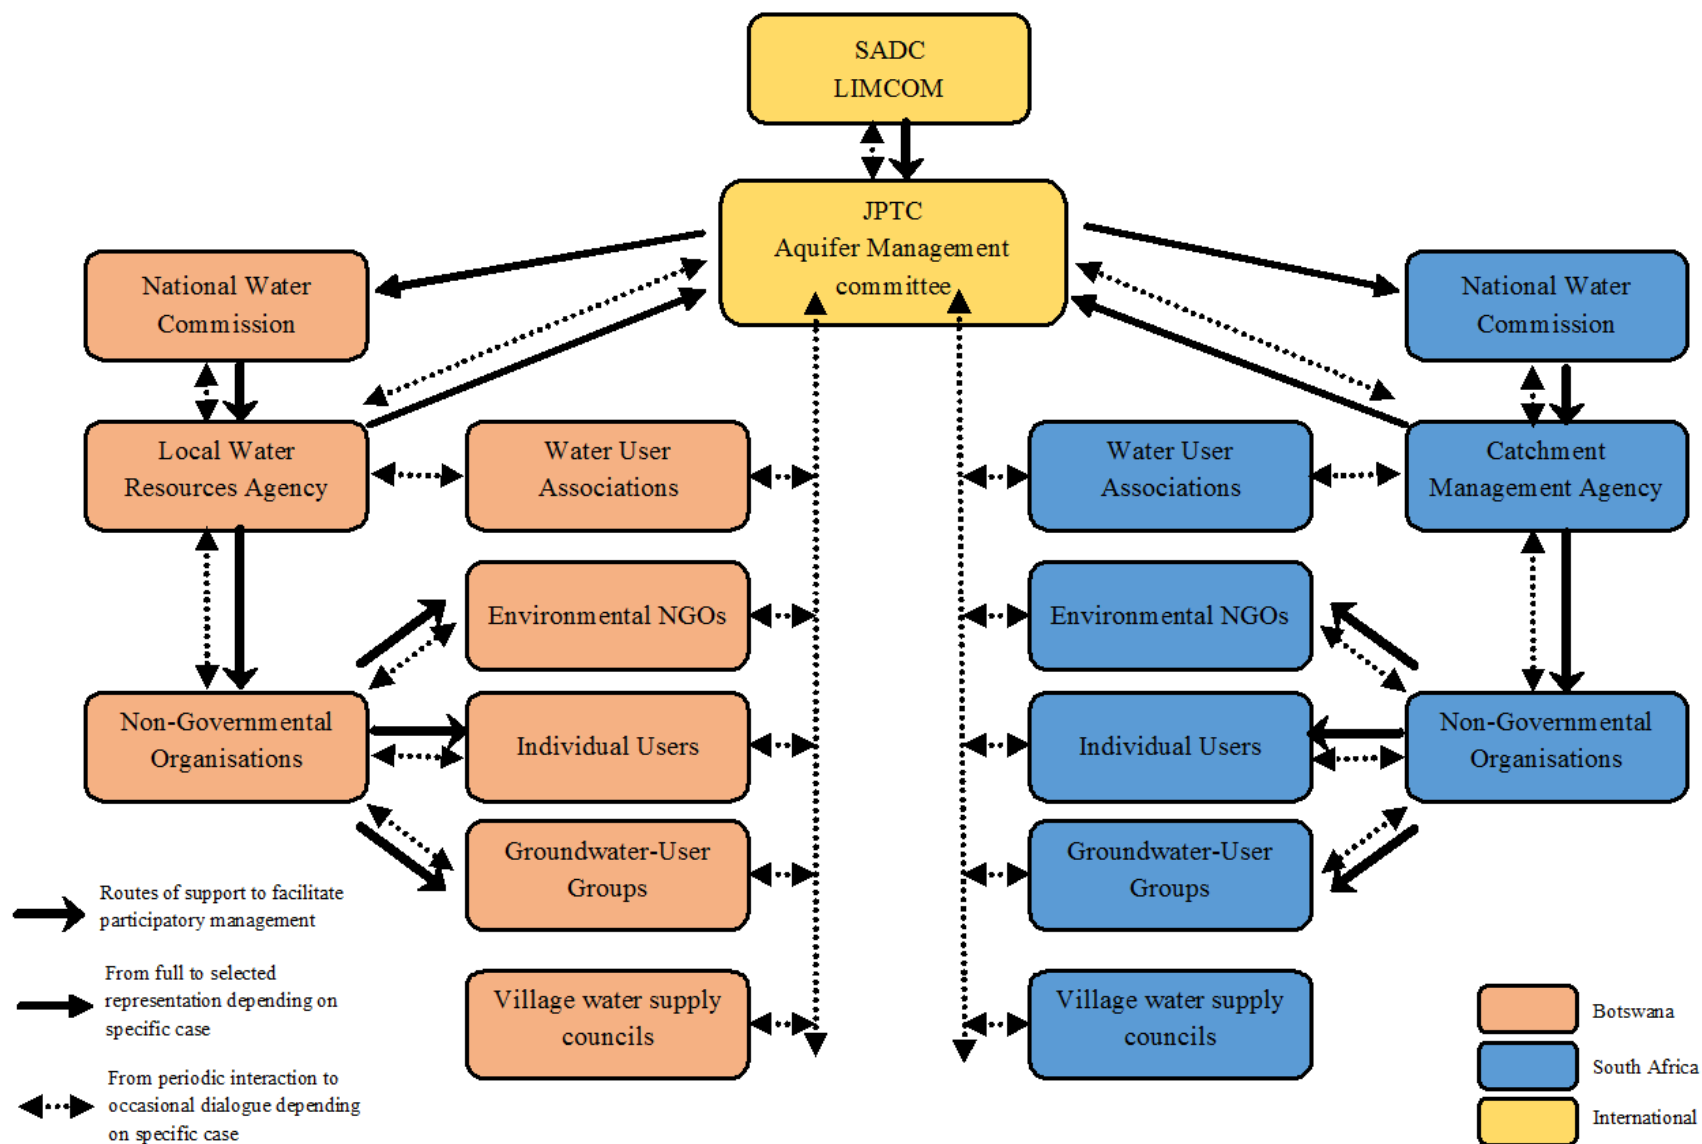 SADC
LIMCOM
JPTC
Aquifer Management
committee
National Water
Commission
National Water
Commission
Local Water
Resources Agency
Water User
Associations
Water User
Associations
Catchment
Management Agency
Environmental NGOs
Environmental NGOs
Non-Governmental
Organisations
Individual Users
Individual Users
Non-Governmental
Organisations
Groundwater-User
Groups
Groundwater-User
Groups
Village water supply
councils
Village water supply
councils
Routes of support to facilitate
participatory management
From full to selected
representation depending on
specific case
From periodic interaction to
occasional dialogue depending
on specific case
Botswana
South Africa
International